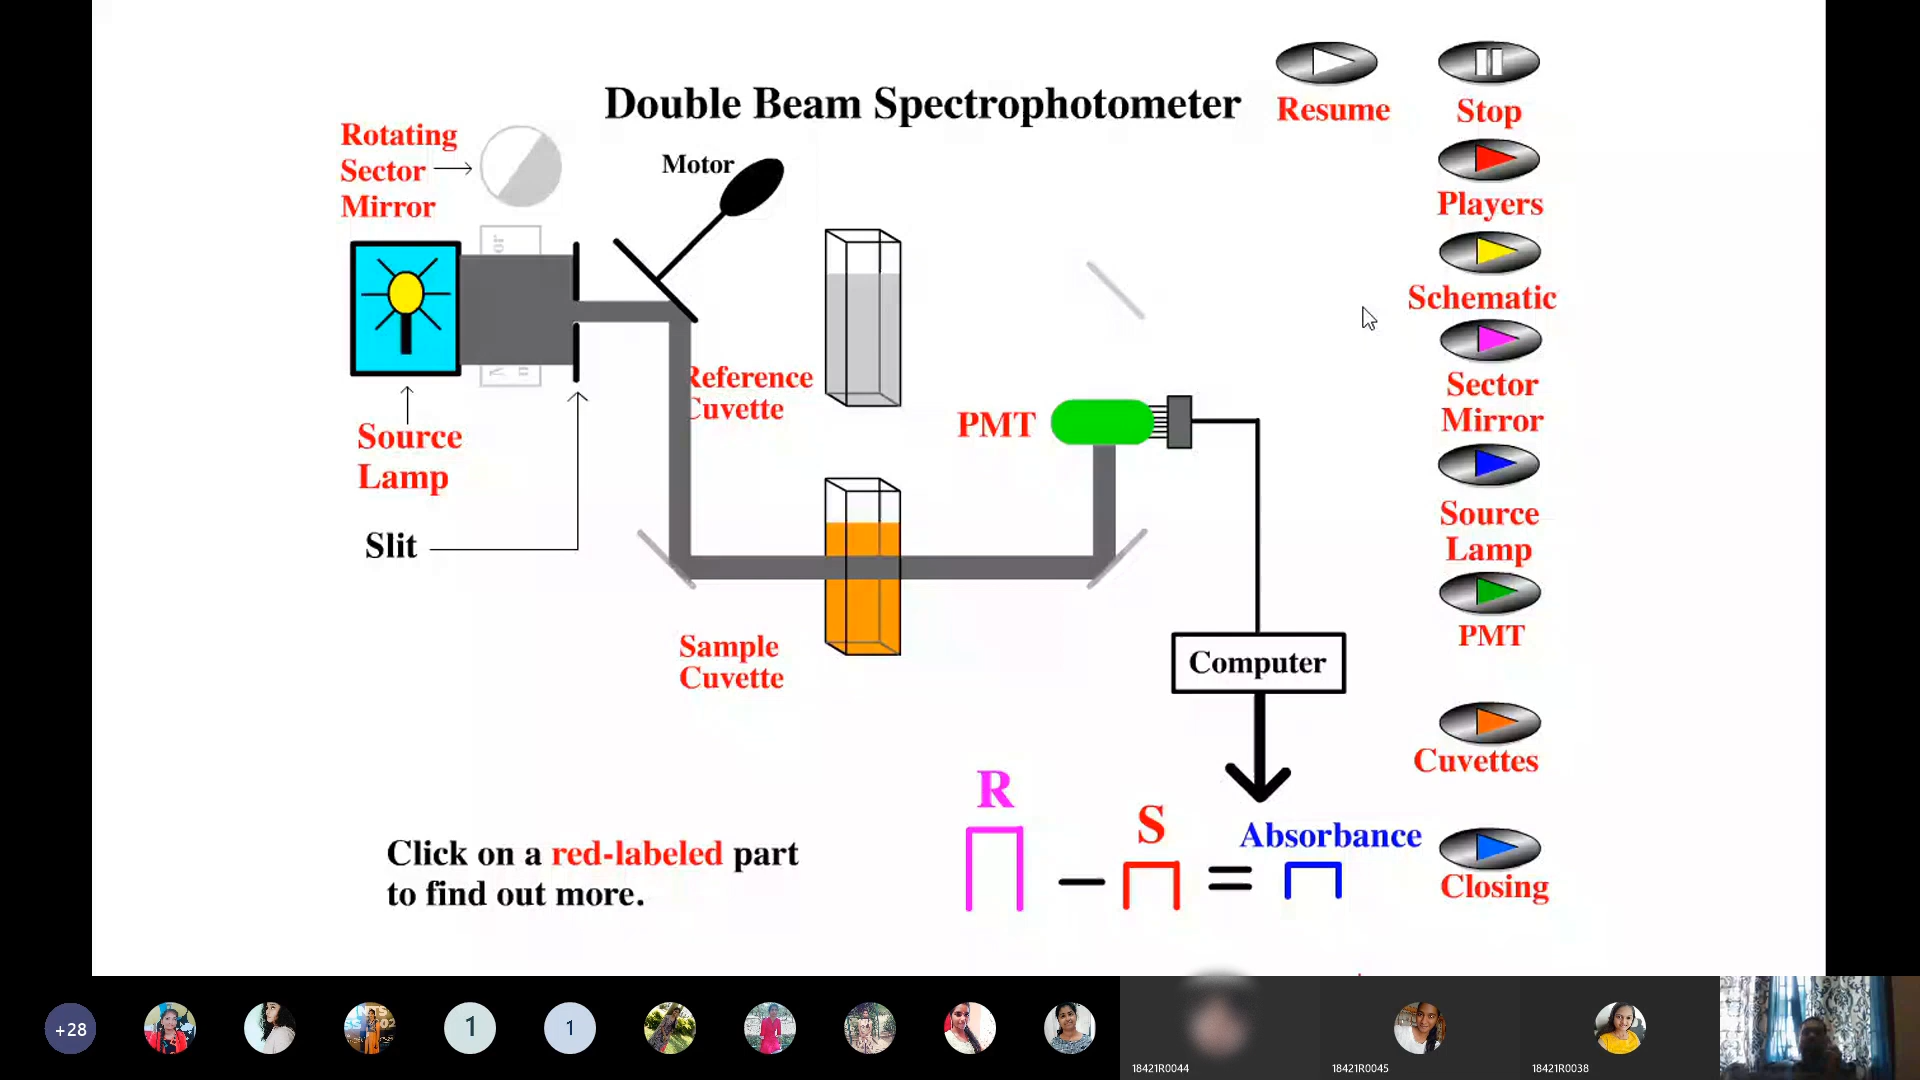 Double Beam Spectrophotometer
Resume
Stop
Rotating
Sector
Mirror
Motor
Players
Schematic
Reference
Cuvette
PMT
Sector
Mirror
Source
Lamp
Slit
Source
Lamp
PMT
Sample
Cuvette
Computer
Cuvettes
R
S
Absorbance
Click on a red-labeled part
to find out more.
Closing
+28
1
1
18421R0044
18421R0045
18421R0038